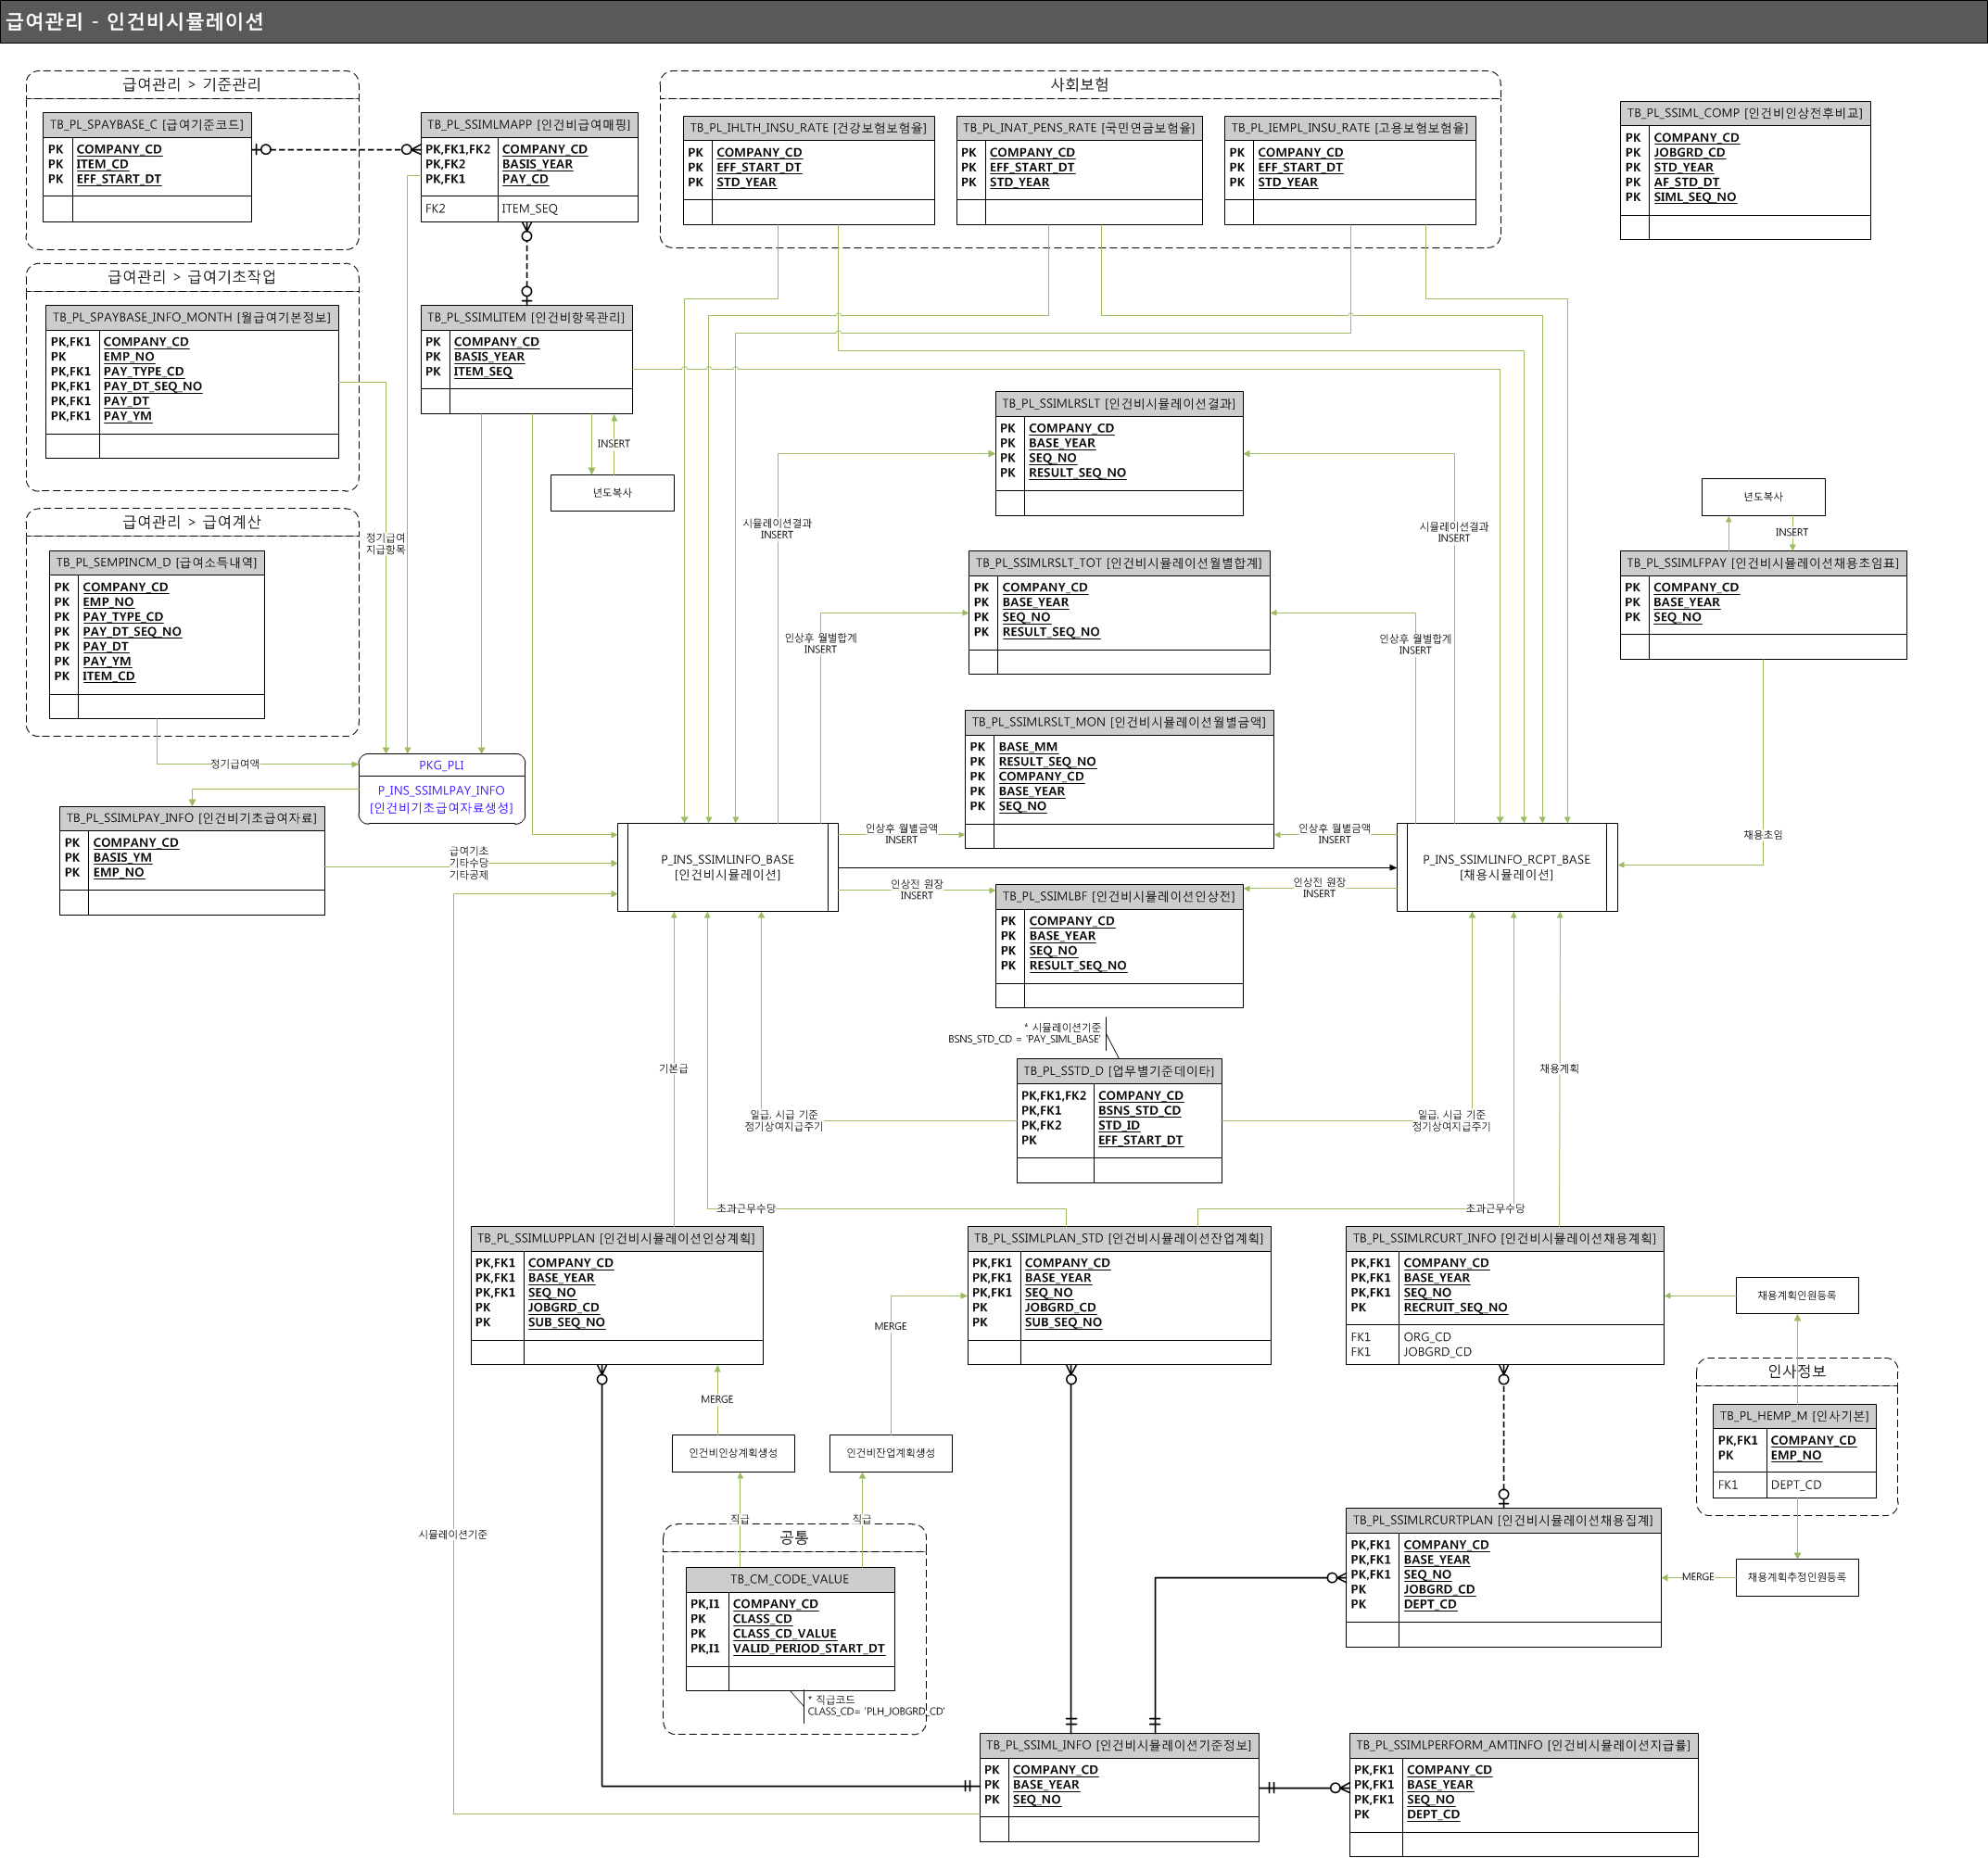 급여관리 - 인건비시뮬레이션
급여관리 > 기준관리
TB_PL_SPAYBASE_C [급여기준코드]
PK COMPANY_CD
PK ITEM_CD
PK EFF_START_DT
TB_PL_SSIMLMAPP [인건비급여매핑]
PK,FK1,FK2 COMPANY_CD
PK,FK2 BASIS_YEAR
PK,FK1 PAY_CD
FK2 ITEM_SEQ
사회보험
TB_PL_IHLTH_INSU_RATE [건강보험보험율]
PK COMPANY_CD
PK EFF_START_DT
PK STD_YEAR
TB_PL_INAT_PENS_RATE [국민연금보험율]
PK COMPANY_CD
PK EFF_START_DT
PK STD_YEAR
TB_PL_IEMPL_INSU_RATE [고용보험보험율]
PK COMPANY_CD
PK EFF_START_DT
PK STD_YEAR
TB_PL_SSIML_COMP [인건비인상전후비교]
PK COMPANY_CD
PK JOBGRD_CD
PK STD_YEAR
PK AF_STD_DT
PK SIML_SEQ_NO
급여관리 > 급여기초작업
TB_PL_SPAYBASE_INFO_MONTH [월급여기본정보]
PK,FK1 COMPANY_CD
PK EMP_NO
PK,FK1 PAY_TYPE_CD
PK,FK1 PAY_DT_SEQ_NO
PK,FK1 PAY_DT
PK,FK1 PAY_YM
TB_PL_SSIMLITEM [인건비항목관리]
PK COMPANY_CD
PK BASIS_YEAR
PK ITEM_SEQ
INSERT
년도복사
TB_PL_SSIMLRSLT [인건비시뮬레이션결과]
PK COMPANY_CD
PK BASE_YEAR
PK SEQ_NO
PK RESULT_SEQ_NO
시뮬레이션결과
INSERT
시뮬레이션결과
INSERT
년도복사
INSERT
급여관리 > 급여계산
TB_PL_SEMPINCM_D [급여소득내역]
PK COMPANY_CD
PK EMP_NO
PK PAY_TYPE_CD
PK PAY_DT_SEQ_NO
PK PAY_DT
PK PAY_YM
PK ITEM_CD
정기급여
지급항목
TB_PL_SSIMLRSLT_TOT [인건비시뮬레이션월별합계]
PK COMPANY_CD
PK BASE_YEAR
PK SEQ_NO
PK RESULT_SEQ_NO
인상후 월별합계
INSERT
인상후 월별합계
INSERT
TB_PL_SSIMLFPAY [인건비시뮬레이션채용초임표]
PK COMPANY_CD
PK BASE_YEAR
PK SEQ_NO
정기급여액
PKG_PLI
P_INS_SSIMLPAY_INFO
[인건비기초급여자료생성]
TB_PL_SSIMLRSLT_MON [인건비시뮬레이션월별금액]
PK BASE_MM
PK RESULT_SEQ_NO
PK COMPANY_CD
PK BASE_YEAR
PK SEQ_NO
TB_PL_SSIMLPAY_INFO [인건비기초급여자료]
PK COMPANY_CD
PK BASIS_YM
PK EMP_NO
급여기초
기타수당
기타공제
P_INS_SSIMLINFO_BASE
[인건비시뮬레이션]
인상후 월별금액
INSERT
인상후 월별금액
INSERT
P_INS_SSIMLINFO_RCPT_BASE
[채용시뮬레이션]
채용초임
인상전 원장
INSERT
인상전 원장
INSERT
TB_PL_SSIMLBF [인건비시뮬레이션인상전]
PK COMPANY_CD
PK BASE_YEAR
PK SEQ_NO
PK RESULT_SEQ_NO
* 시뮬레이션기준
BSNS_STD_CD = 'PAY_SIML_BASE'
기본급
채용계획
TB_PL_SSTD_D [업무별기준데이타]
PK,FK1,FK2 COMPANY_CD
PK,FK1 BSNS_STD_CD
PK,FK2 STD_ID
PK EFF_START_DT
일급, 시급 기준
정기상여지급주기
일급, 시급 기준
정기상여지급주기
초과근무수당
초과근무수당
TB_PL_SSIMLUPPLAN [인건비시뮬레이션인상계획]
PK,FK1 COMPANY_CD
PK,FK1 BASE_YEAR
PK,FK1 SEQ_NO
PK JOBGRD_CD
PK SUB_SEQ_NO
TB_PL_SSIMLPLAN_STD [인건비시뮬레이션잔업계획]
PK,FK1 COMPANY_CD
PK,FK1 BASE_YEAR
PK,FK1 SEQ_NO
PK JOBGRD_CD
PK SUB_SEQ_NO
TB_PL_SSIMLRCURT_INFO [인건비시뮬레이션채용계획]
PK,FK1 COMPANY_CD
PK,FK1 BASE_YEAR
PK,FK1 SEQ_NO
PK RECRUIT_SEQ_NO
FK1 ORG_CD
FK1 JOBGRD_CD
채용계획인원등록
MERGE
MERGE
인사정보
TB_PL_HEMP_M [인사기본]
PK,FK1 COMPANY_CD
PK EMP_NO
FK1 DEPT_CD
인건비인상계획생성
인건비잔업계획생성
직급
직급
시뮬레이션기준
공통
TB_CM_CODE_VALUE
PK,I1 COMPANY_CD
PK CLASS_CD
PK CLASS_CD_VALUE
PK,I1 VALID_PERIOD_START_DT
* 직급코드
CLASS_CD= 'PLH_JOBGRD_CD'
TB_PL_SSIMLRCURTPLAN [인건비시뮬레이션채용집계]
PK,FK1 COMPANY_CD
PK,FK1 BASE_YEAR
PK,FK1 SEQ_NO
PK JOBGRD_CD
PK DEPT_CD
MERGE
채용계획추정인원등록
TB_PL_SSIML_INFO [인건비시뮬레이션기준정보]
PK COMPANY_CD
PK BASE_YEAR
PK SEQ_NO
TB_PL_SSIMLPERFORM_AMTINFO [인건비시뮬레이션지급률]
PK,FK1 COMPANY_CD
PK,FK1 BASE_YEAR
PK,FK1 SEQ_NO
PK DEPT_CD